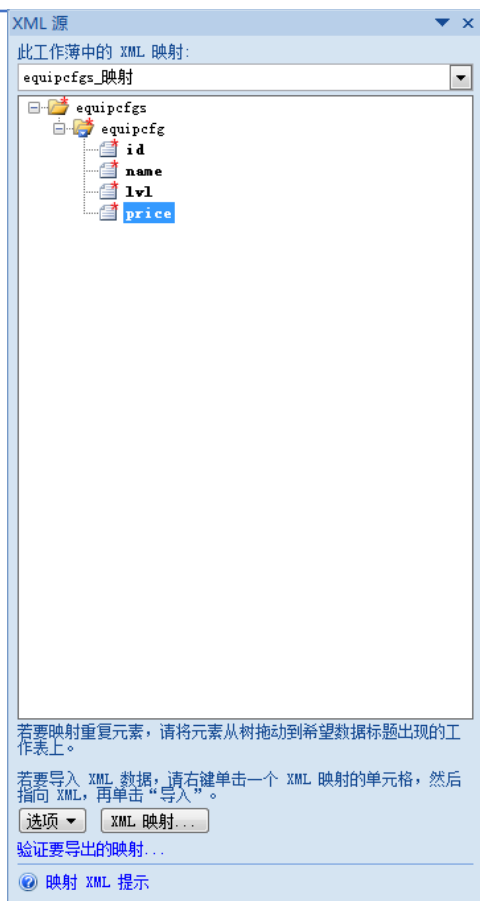 XML 源
此工作薄中的 XML 映射:
equipcfgs_映射
equipcfgs
equipcfg
id
name
lvl
price
若要映射重复元素，请将元素从树拖动到希望数据标题出现的工
作表上。
若要导入 XML 数据，请右键单击一个 XML 映射的单元格，然后
指向 XML，再单击“导入”。
选项
XML 映射...
验证要导出的映射...
映射 XML 提示